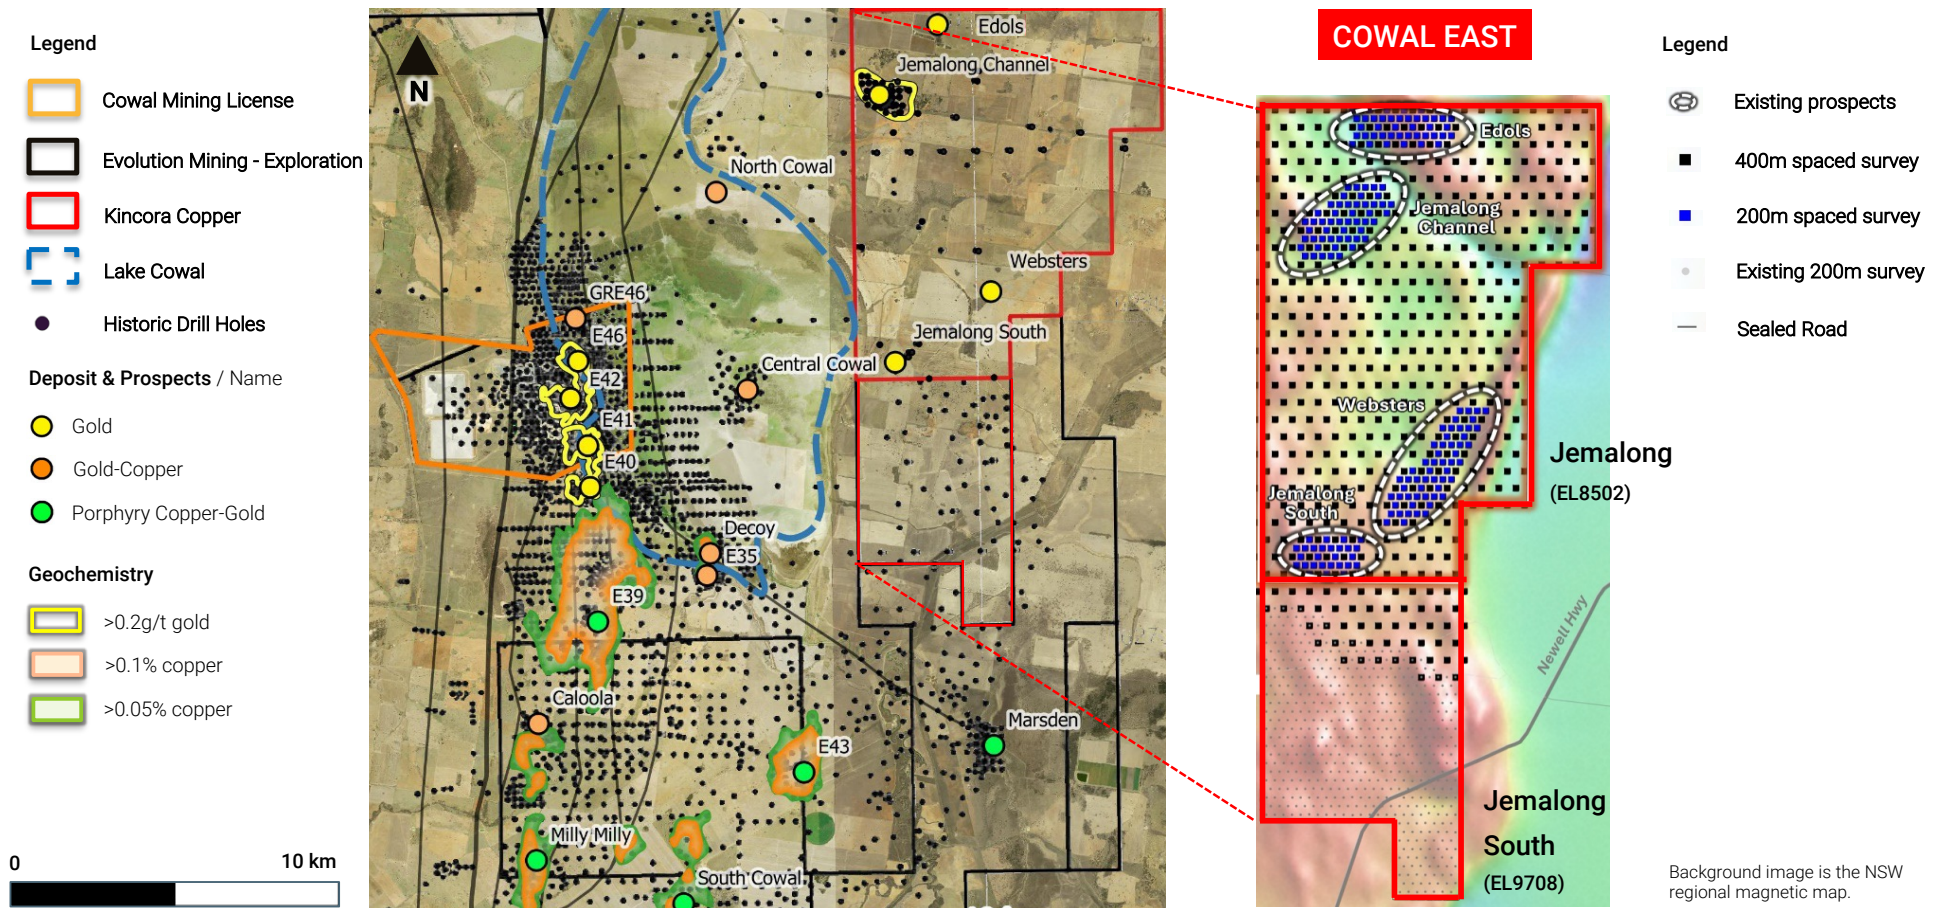 Legend
Cowal Mining License
Evolution Mining - Exploration
Kincora Copper
Lake Cowal
Historic Drill Holes
Deposit & Prospects / Name
Gold
Gold-Copper
Porphyry Copper-Gold
Geochemistry
>0.2g/t gold
>0.1% copper
>0.05% copper
0 10 km
N
Edols
Jemalong Channel
North Cowal
Websters
GRE46
Jemalong South
E46
Central Cowal
E42
E41
E40
Decoy
E35
E39
Caloola
Marsden
E43
Milly Milly
South Cowal
COWAL EAST
Edols
Jemalong
Channel
Websters
Jemalong
(EL8502)
Jemalong
South
Newell Hwy
Jemalong
South
(EL9708)
Legend
Existing prospects
400m spaced survey
200m spaced survey
Existing 200m survey
Sealed Road
Background image is the NSW
regional magnetic map.